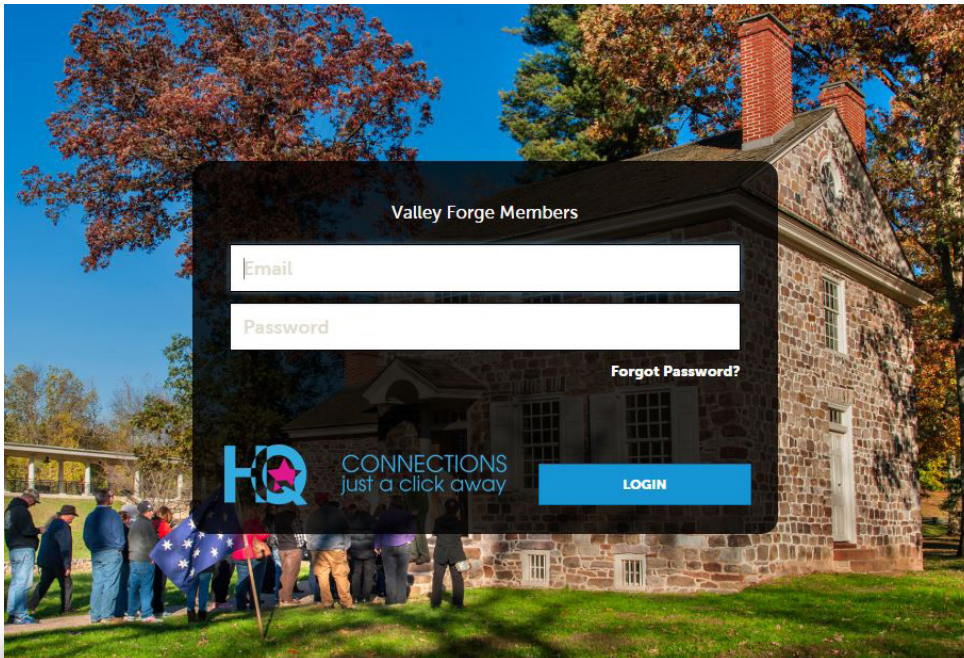 Valley Forge Members
Email
Password
Forgot Password?
HQ
CONNECTIONS
just a click away
LOGIN